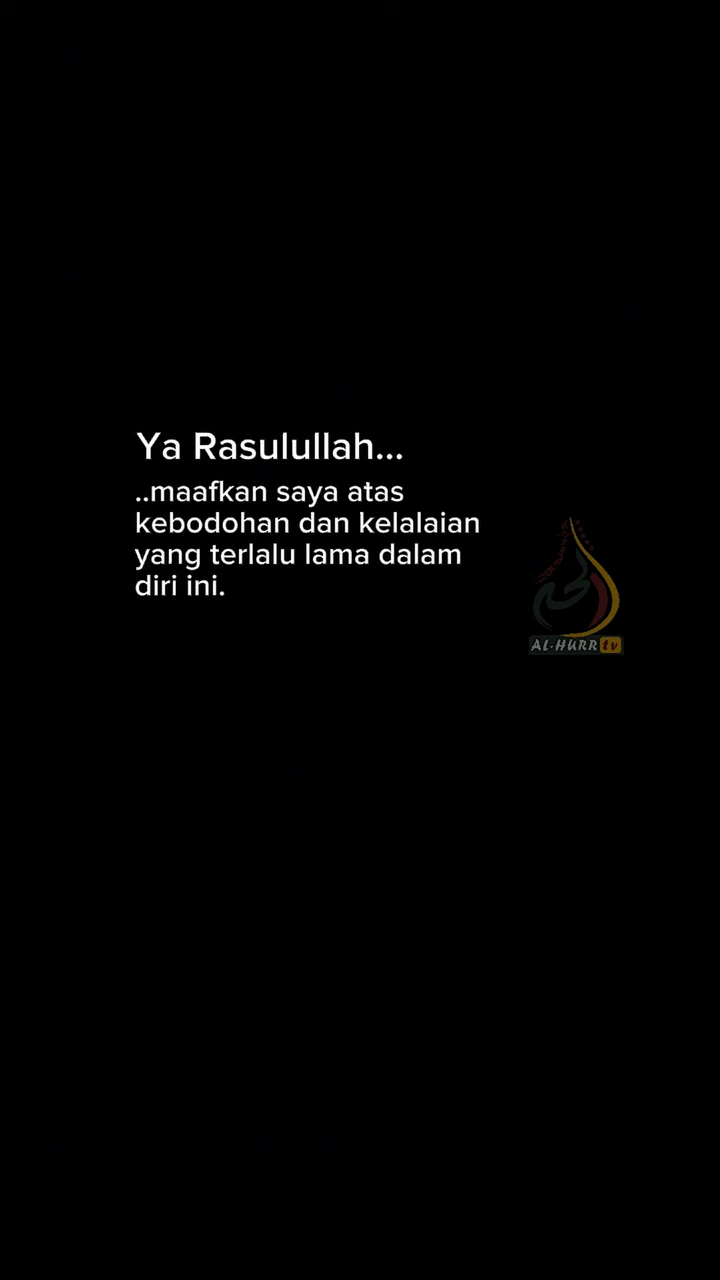 Ya Rasulullah...
..maafkan saya atas
kebodohan dan kelalaian
yang terlalu lama dalam
diri ini.
AL-HURR tv